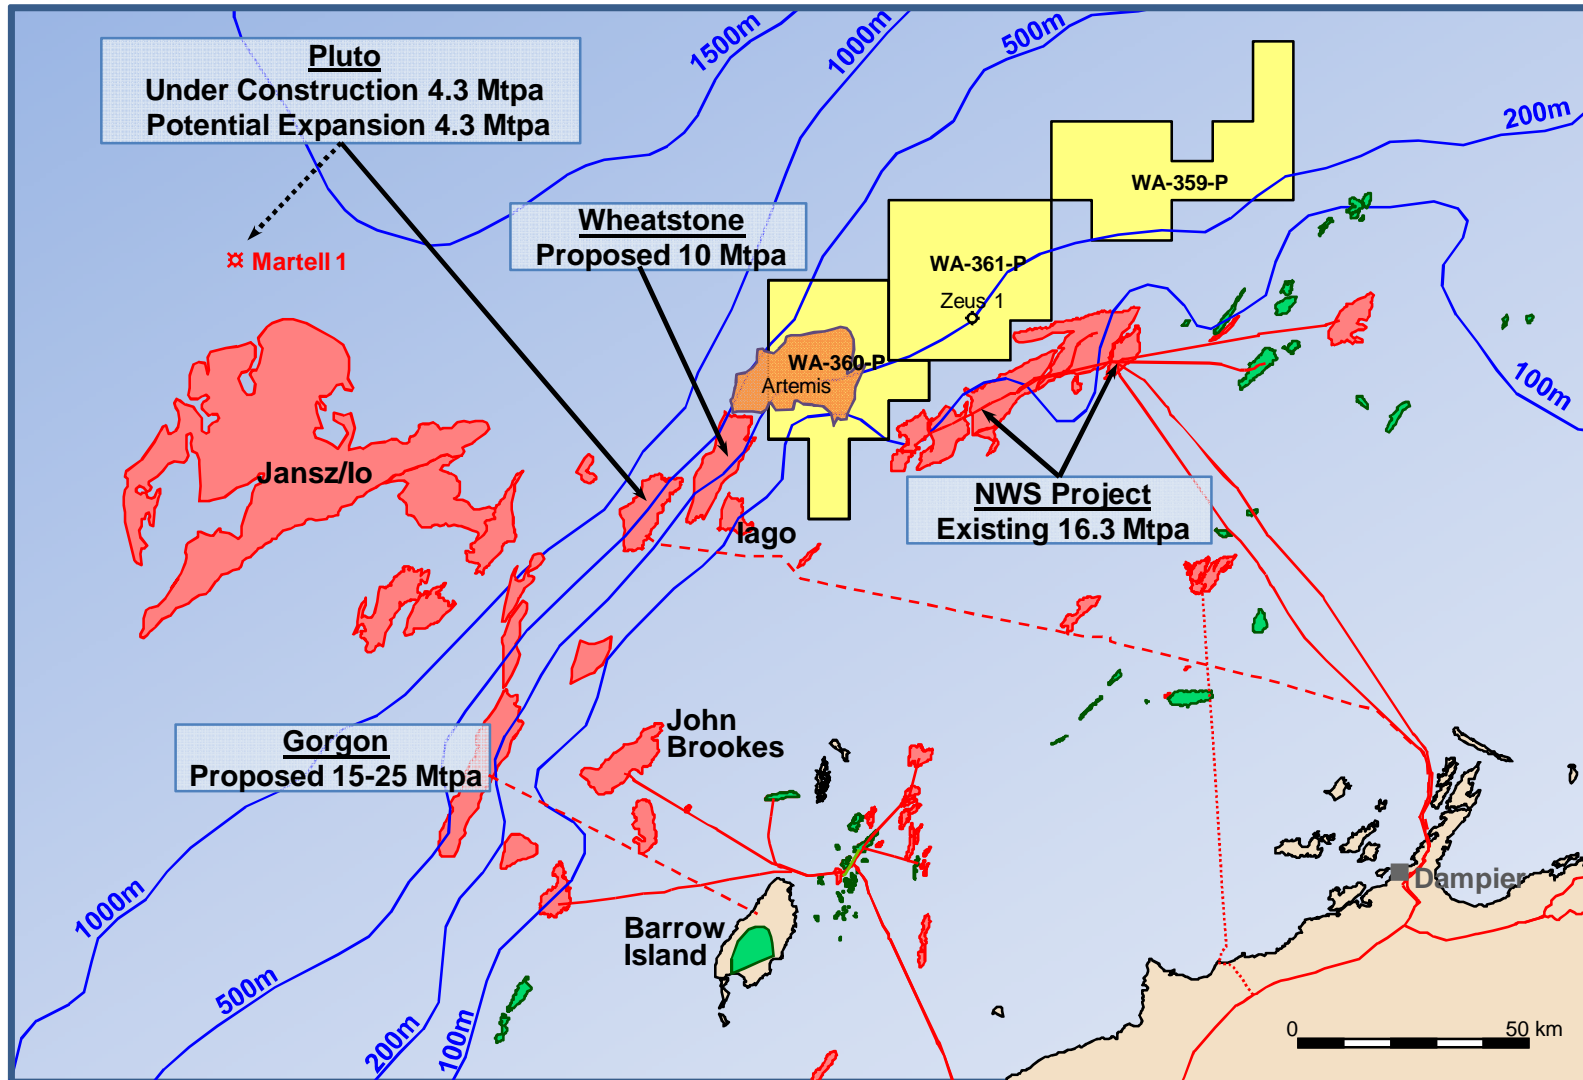 1500m
1000m
500m
200m
Pluto
Under Construction 4.3 Mtpa
Potential Expansion 4.3 Mtpa
WA-359-P
Wheatstone
Proposed 10 Mtpa
Martell 1
WA-361-P
Zeus 1
WA-360-P
Artemis
100m
Jansz/Io
NWS Project
Existing 16.3 Mtpa
Iago
John
Brookes
Gorgon
Proposed 15-25 Mtpa
Dampier
1000m
Barrow
Island
500m
200m
100m
0
50 km